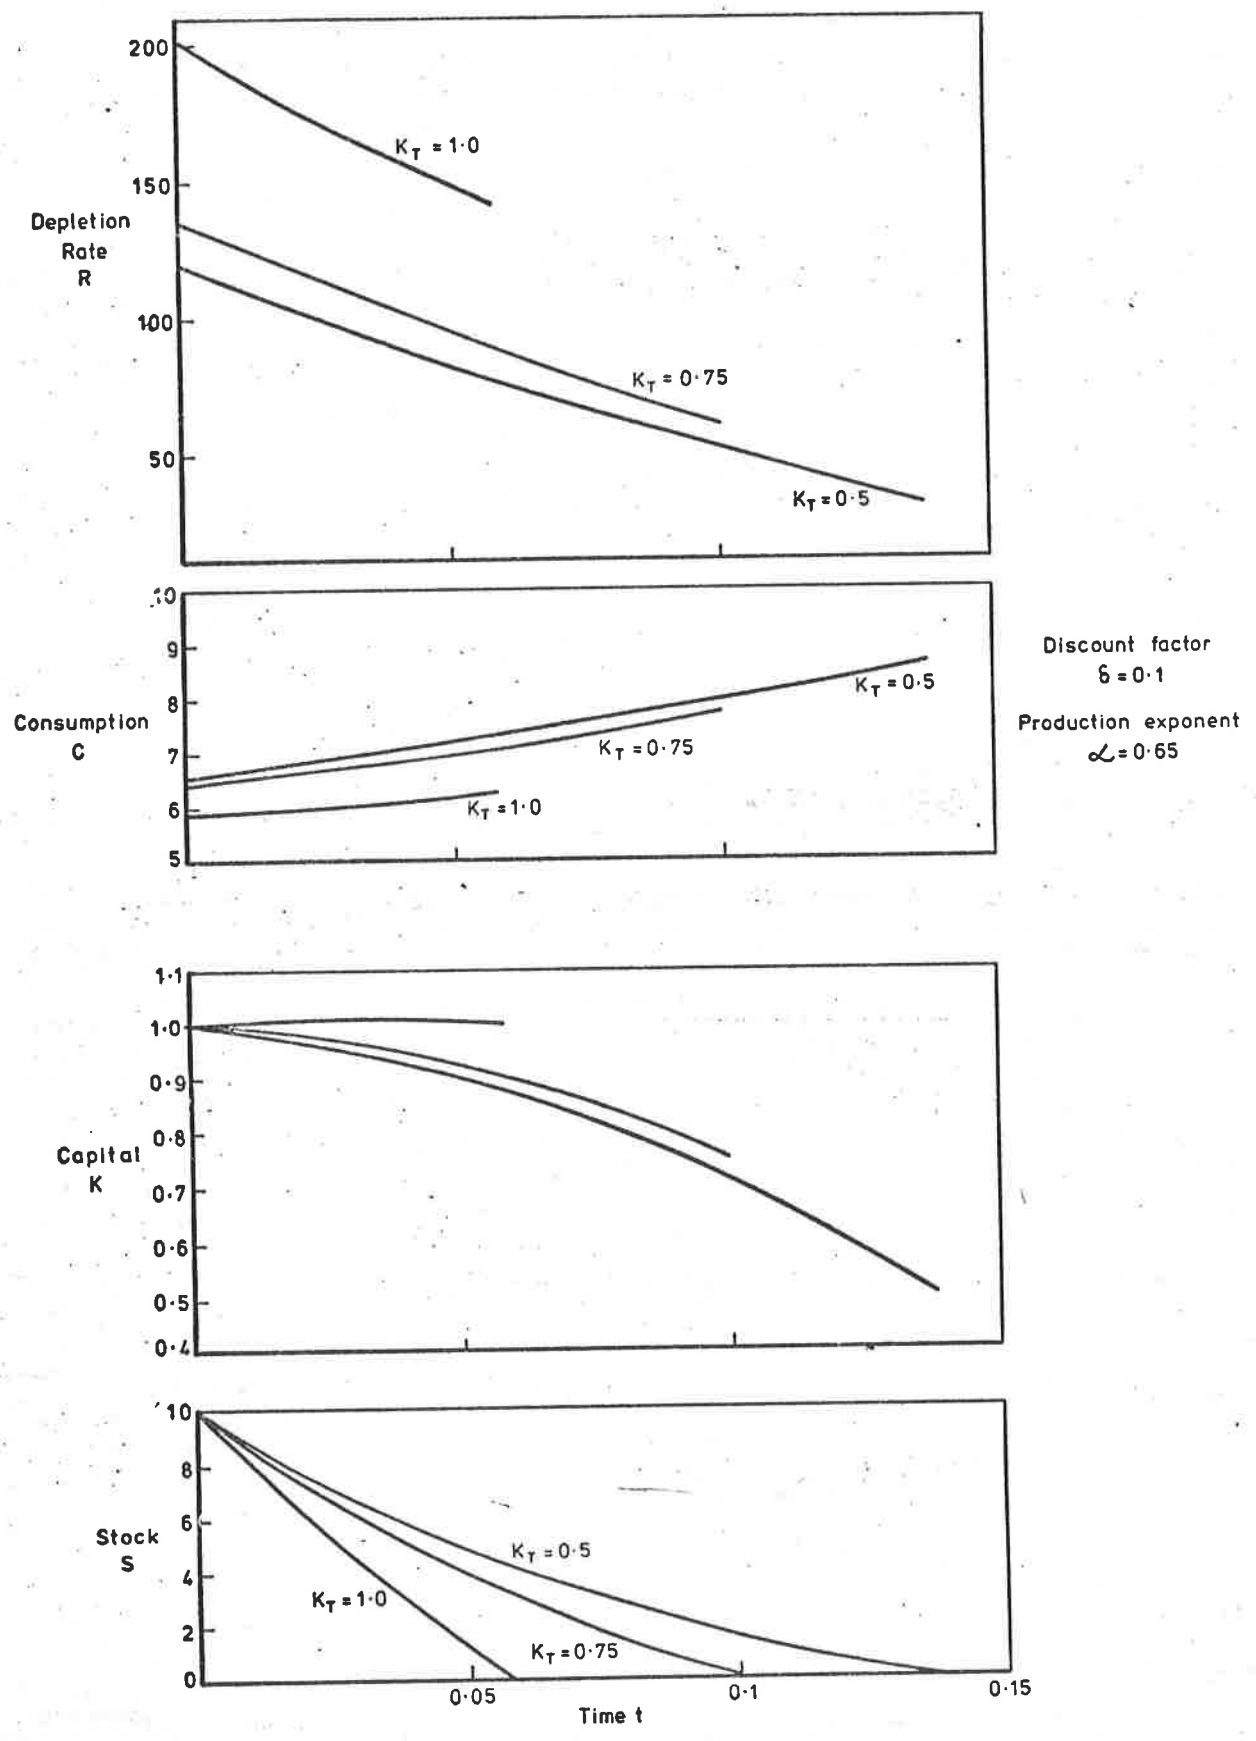 200
150
100
50
Depletion
Rate
R
K_T = 1·0
K_T = 0·75
K_T = 0·5
10
9
8
7
6
5
Consumption
C
K_T = 0·5
K_T = 0·75
K_T = 1·0
Discount factor
δ = 0·1
Production exponent
α = 0·65
1·1
1·0
0·9
0·8
0·7
0·6
0·5
0·4
Capital
K
10
8
6
4
2
0
Stock
S
K_T = 0·5
K_T = 1·0
K_T = 0·75
0·05
0·1
0·15
Time t